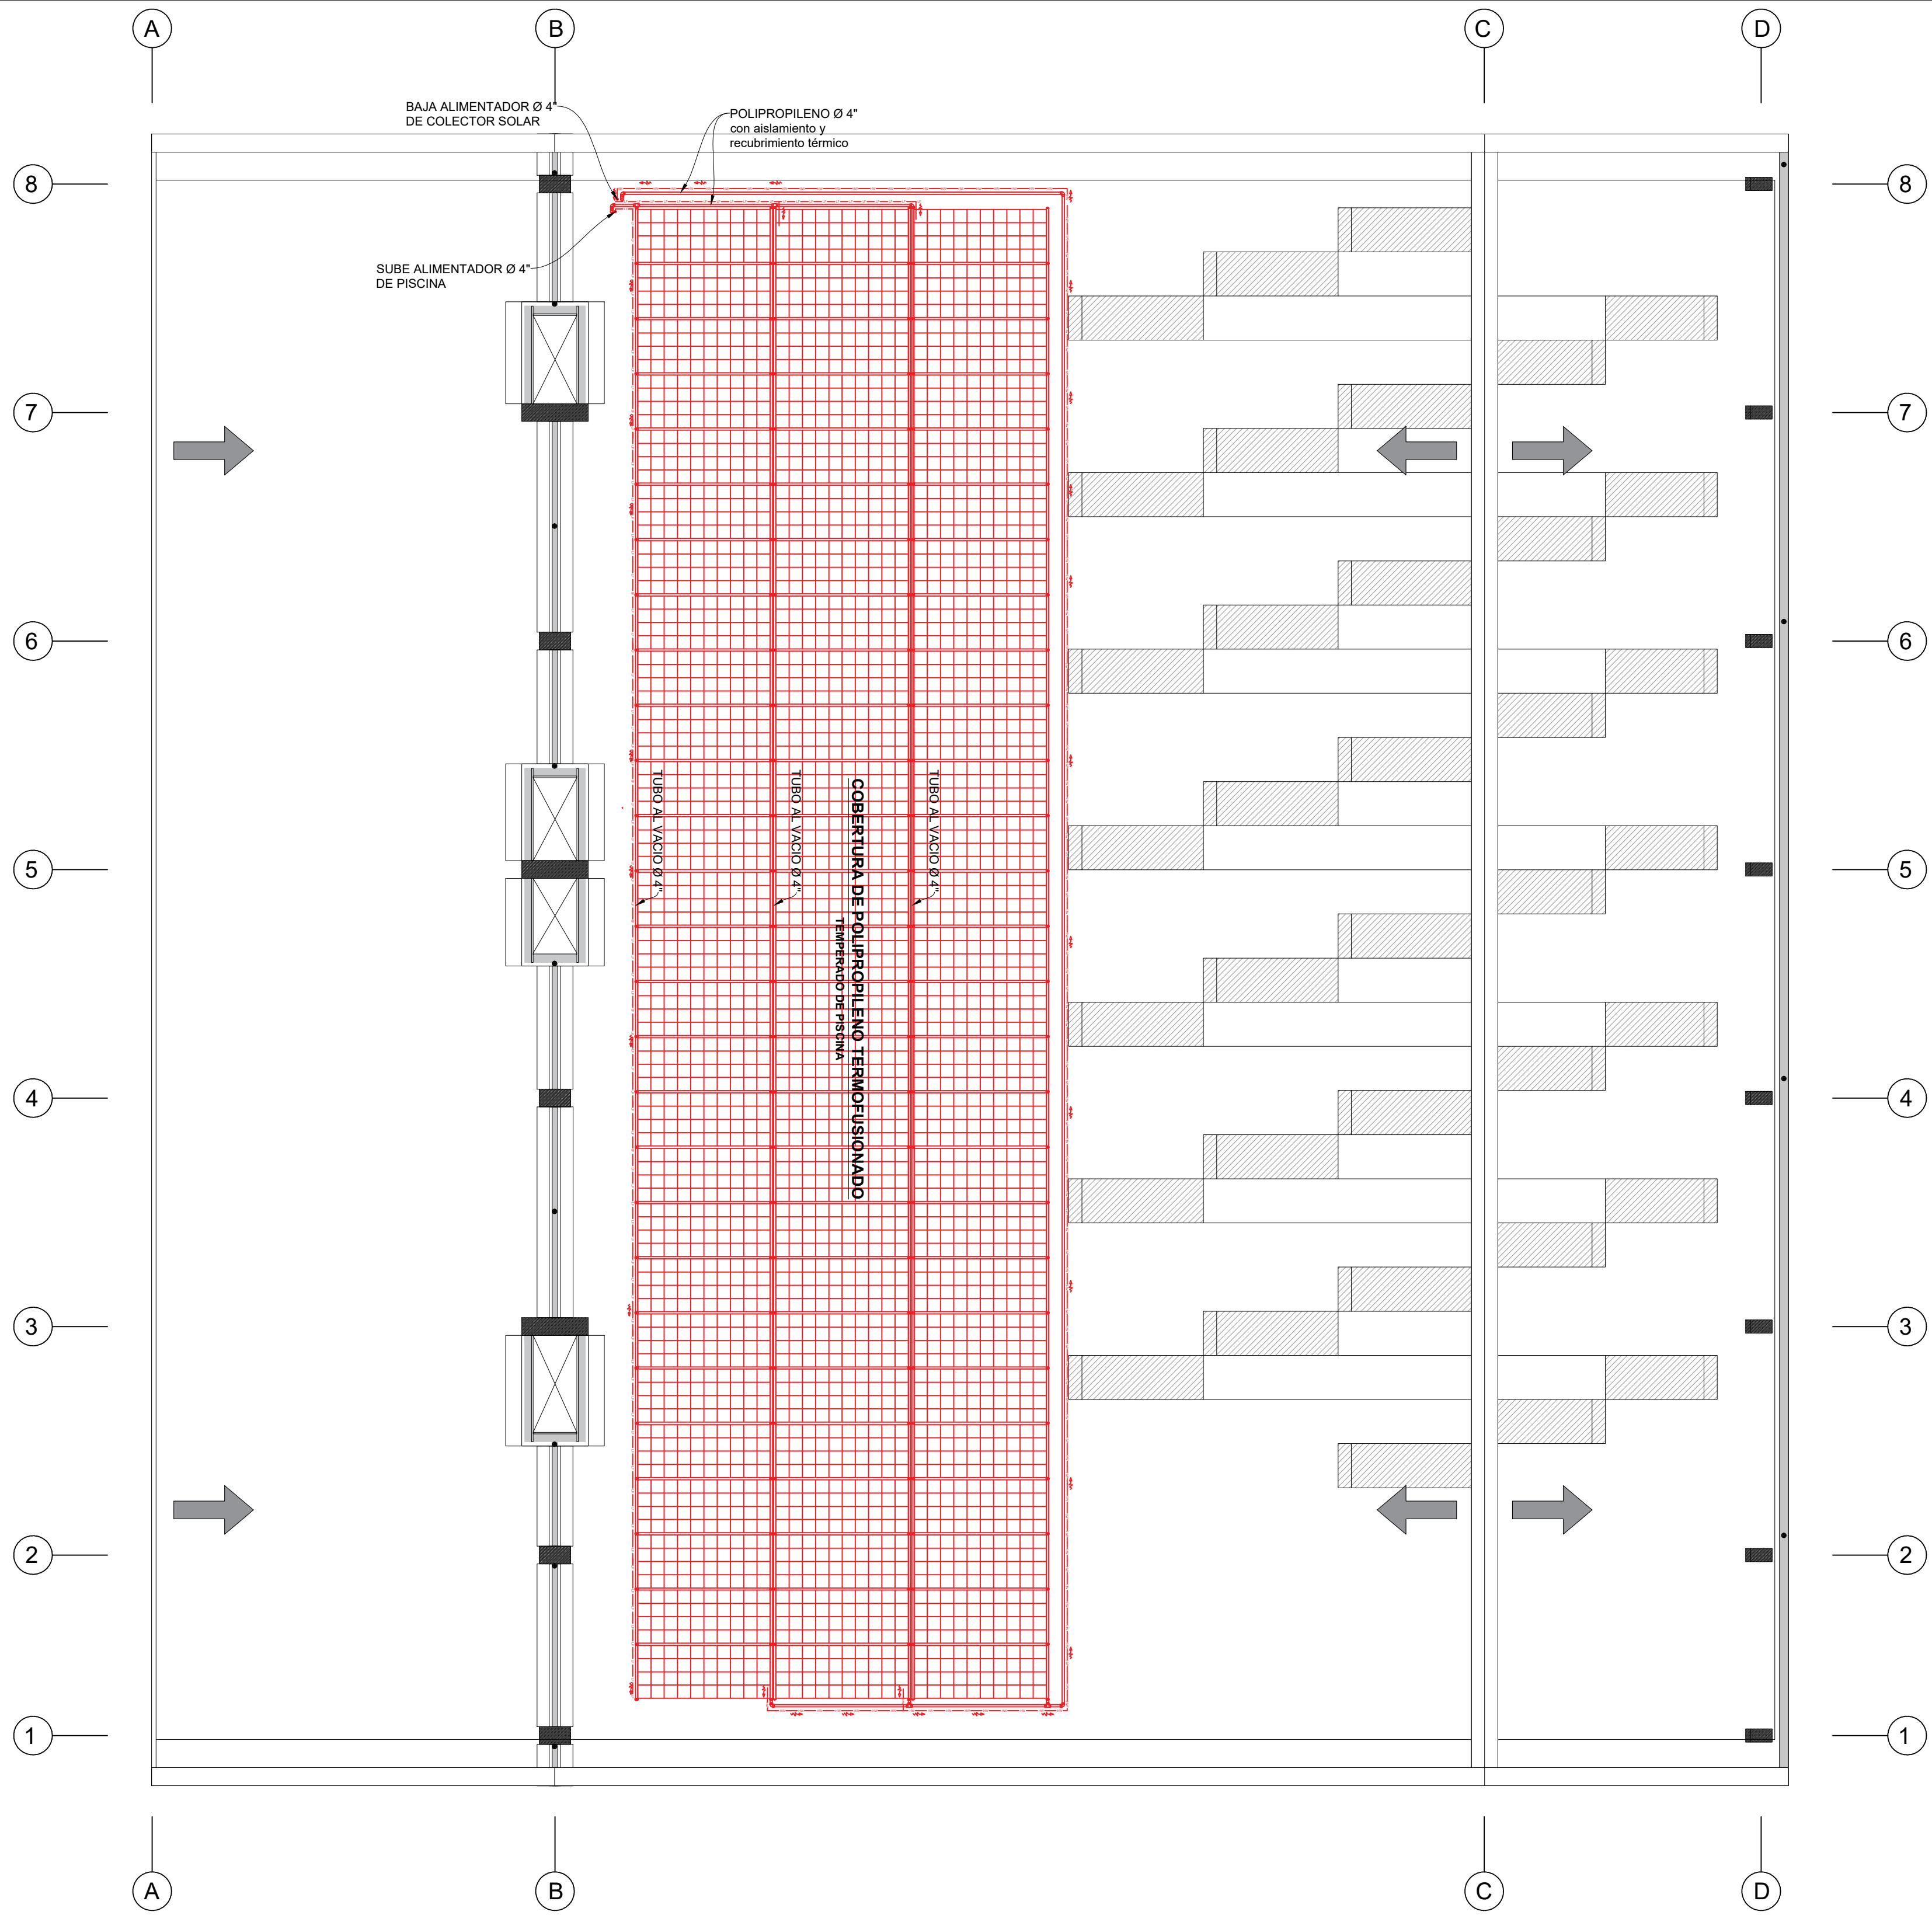 A
B
C
D
BAJA ALIMENTADOR Ø 4"
DE COLECTOR SOLAR
POLIPROPILENO Ø 4"
con aislamiento y
recubrimiento térmico
8
8
SUBE ALIMENTADOR Ø 4"
DE PISCINA
7
7
6
6
TUBO AL VACIO Ø 4"
TUBO AL VACIO Ø 4"
COBERTURA DE POLIPROPILENO TERMOFUSIONADO
TEMPERADO DE PISCINA
TUBO AL VACIO Ø 4"
5
5
4
4
3
3
2
2
1
1
A
B
C
D